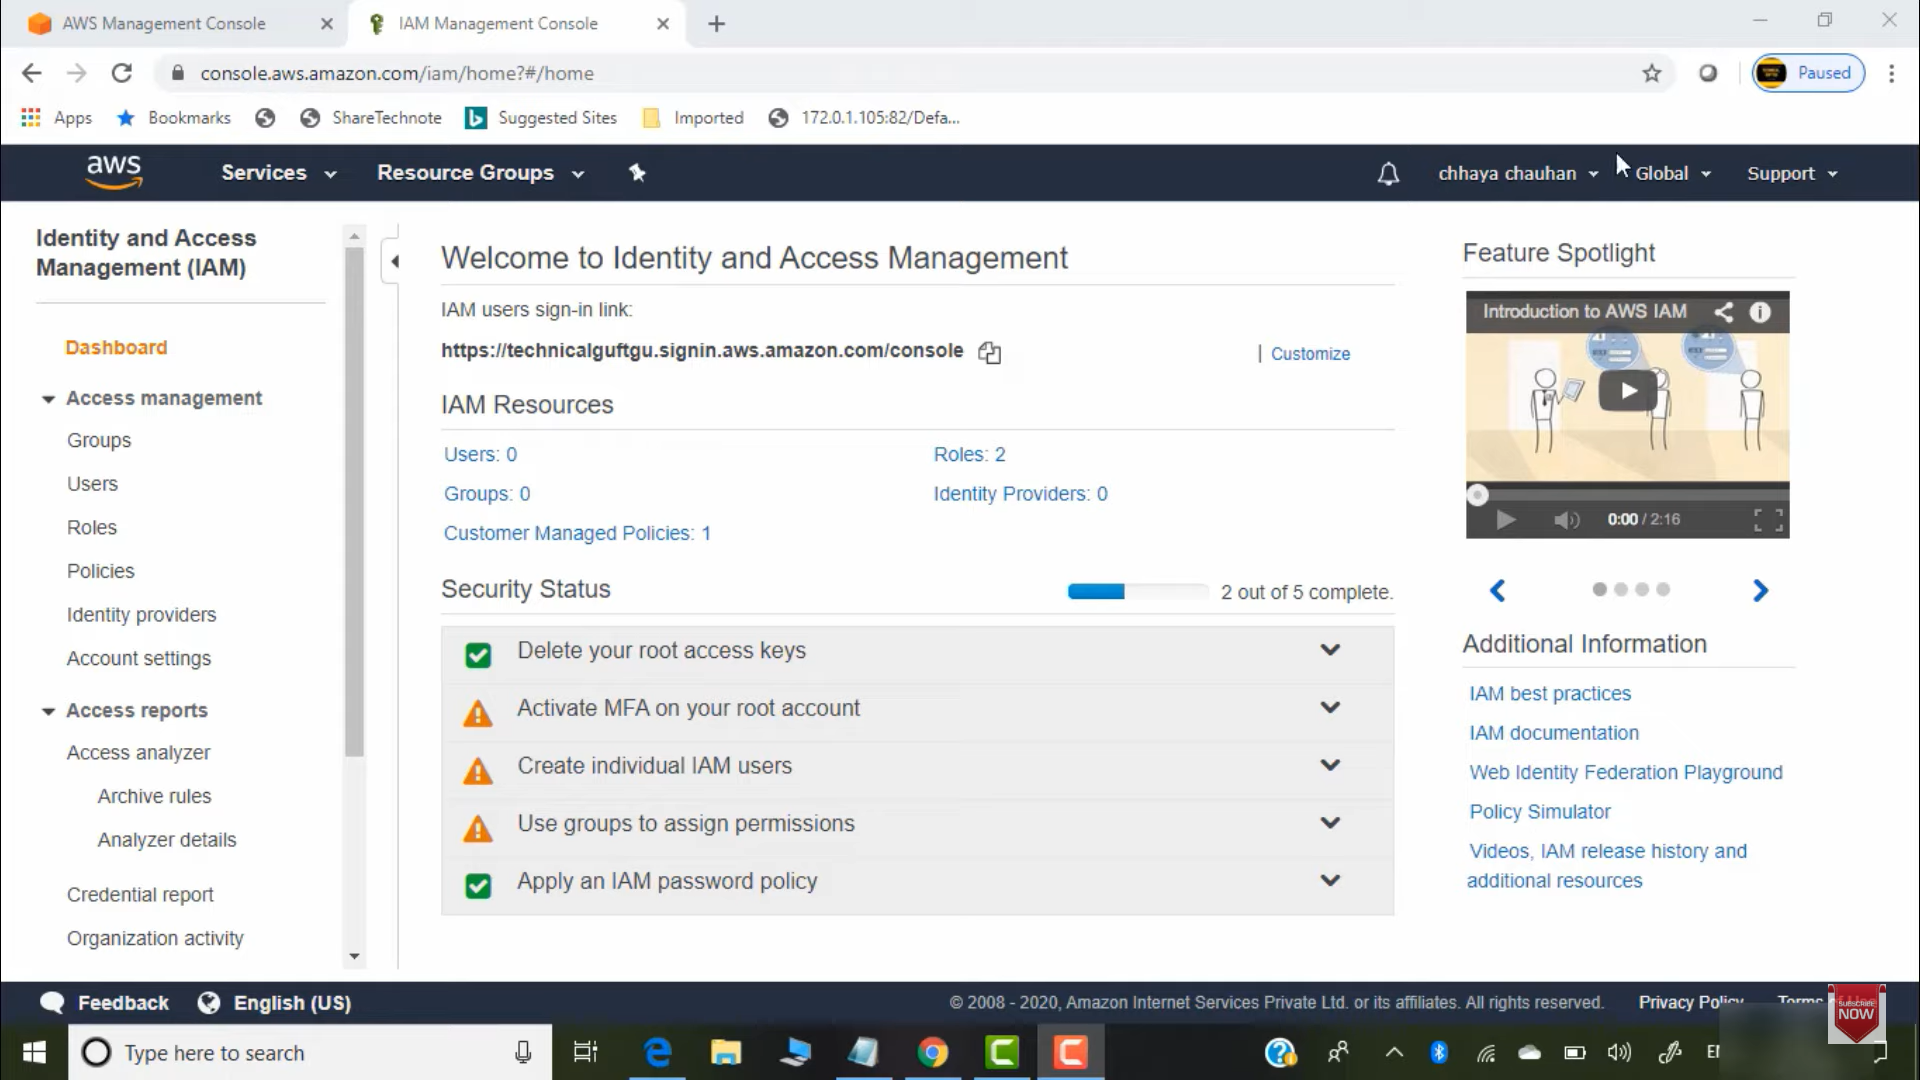 AWS Management Console
IAM Management Console
console.aws.amazon.com/iam/home?#/home
Paused
Apps
Bookmarks
ShareTechnote
Suggested Sites
Imported
172.0.1.105:82/Defa...
aws
Services
Resource Groups
chhaya chauhan
Global
Support
Identity and Access
Management (IAM)
Dashboard
Access management
Groups
Users
Roles
Policies
Identity providers
Account settings
Access reports
Access analyzer
Archive rules
Analyzer details
Credential report
Organization activity
Welcome to Identity and Access Management
IAM users sign-in link:
https://technicalguftgu.signin.aws.amazon.com/console
| Customize
IAM Resources
Users: 0
Roles: 2
Groups: 0
Identity Providers: 0
Customer Managed Policies: 1
Security Status
2 out of 5 complete.
Delete your root access keys
Activate MFA on your root account
Create individual IAM users
Use groups to assign permissions
Apply an IAM password policy
Feature Spotlight
Introduction to AWS IAM
0:00 / 2:16
Additional Information
IAM best practices
IAM documentation
Web Identity Federation Playground
Policy Simulator
Videos, IAM release history and
additional resources
Feedback
English (US)
© 2008 - 2020, Amazon Internet Services Private Ltd. or its affiliates. All rights reserved.
Privacy Policy
Terms
SUBSCRIBE
NOW
Type here to search